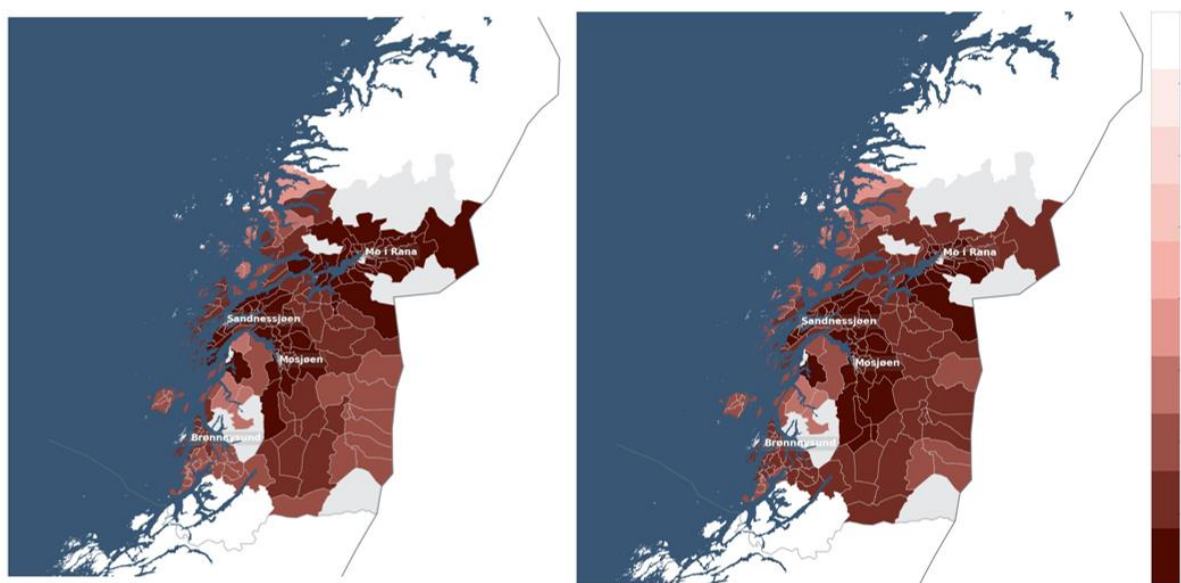 Mo i Rana
Sandnessjøen
Mosjøen
Brønnøysund
Mo i Rana
Sandnessjøen
Mosjøen
Brønnøysund